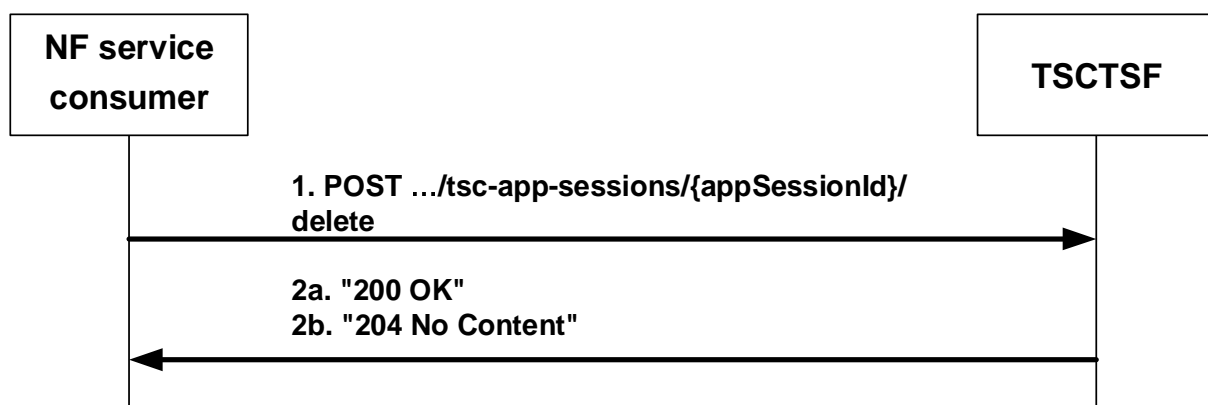 NF service
consumer
TSCTSF
1. POST …/tsc-app-sessions/{appSessionId}/
delete
2a. "200 OK"
2b. "204 No Content"